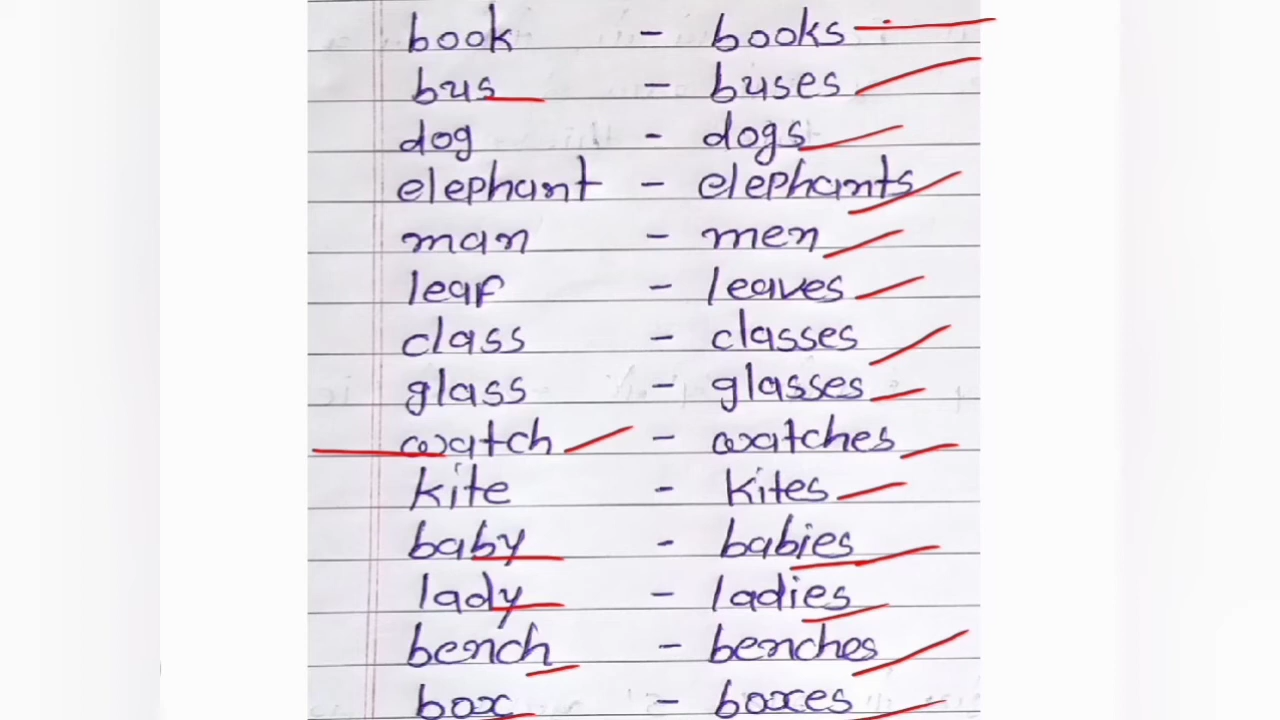 book - books
bus - buses
dog - dogs
elephant - elephants
man - men
leaf - leaves
class - classes
glass - glasses
watch - watches
kite - kites
baby - babies
lady - ladies
bench - benches
box - boxes